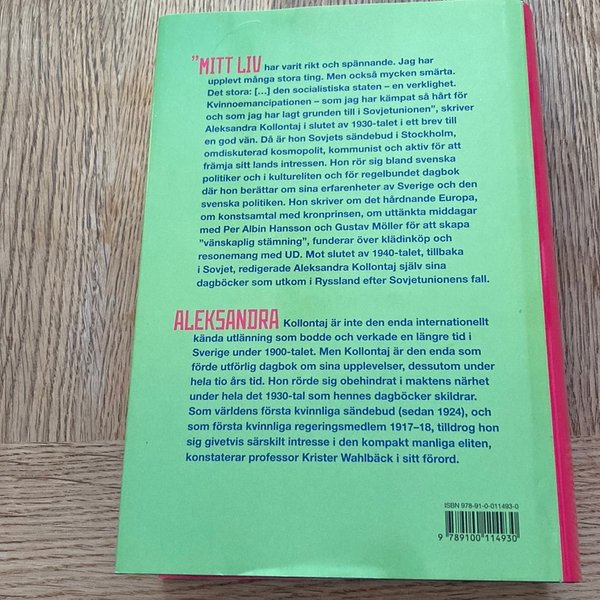 ”MITT LIV har varit rikt och spännande. Jag har
upplevt många stora ting. Men också mycken smärta.
Det stora: [...] den socialistiska staten – en verklighet.
Kvinnoemancipationen – som jag har kämpat så hårt för
och som jag har lagt grunden till i Sovjetunionen”, skriver
Aleksandra Kollontaj i slutet av 1930-talet i ett brev till
en god vän. Då är hon Sovjets sändebud i Stockholm,
omdiskuterad kosmopolit, kommunist och aktiv för att
främja sitt lands intressen. Hon rör sig bland svenska
politiker och i kultureliten och för regelbundet dagbok
där hon berättar om sina erfarenheter av Sverige och den
svenska politiken. Hon skriver om det hårdnande Europa,
om konstsamtal med kronprinsen, om uttänkta middagar
med Per Albin Hansson och Gustav Möller för att skapa
”vänskaplig stämning”, funderar över klädinköp och
resonemang med UD. Mot slutet av 1940-talet, tillbaka
i Sovjet, redigerade Aleksandra Kollontaj själv sina
dagböcker som utkom i Ryssland efter Sovjetunionens fall.
ALEKSANDRA Kollontaj är inte den enda internationellt
kända utlänning som bodde och verkade en längre tid i
Sverige under 1900-talet. Men Kollontaj är den enda som
förde utförlig dagbok om sina upplevelser, dessutom under
hela tio års tid. Hon rörde sig obehindrat i maktens närhet
under hela det 1930-tal som hennes dagböcker skildrar.
Som världens första kvinnliga sändebud (sedan 1924), och
som första kvinnliga regeringsmedlem 1917–18, tilldrog hon
sig givetvis särskilt intresse i den kompakt manliga eliten,
konstaterar professor Krister Wahlbäck i sitt förord.
ISBN 978-91-0-011493-0
9 789100 114930